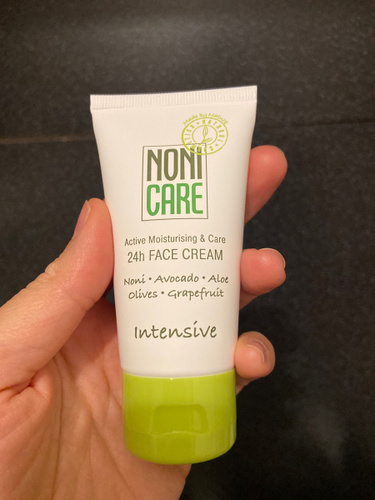 NONI
CARE
Active Moisturising & Care
24h FACE CREAM
Noni • Avocado • Aloe
Olives • Grapefruit
Intensive